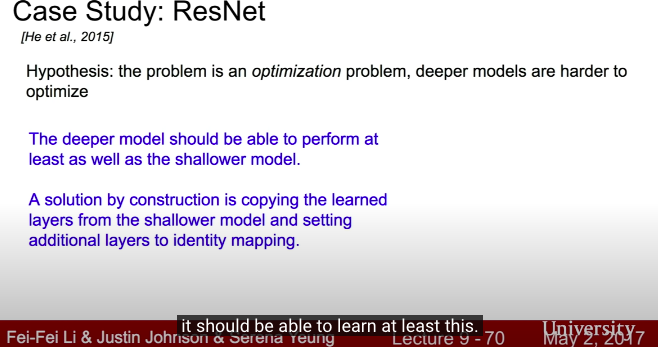 Case Study: ResNet
[He et al., 2015]
Hypothesis: the problem is an optimization problem, deeper models are harder to
optimize
The deeper model should be able to perform at
least as well as the shallower model.
A solution by construction is copying the learned
layers from the shallower model and setting
additional layers to identity mapping.
it should be able to learn at least this.
Fei-Fei Li & Justin Johnson & Serena Yeung Lecture 9 - 70 May 2, 2017
University